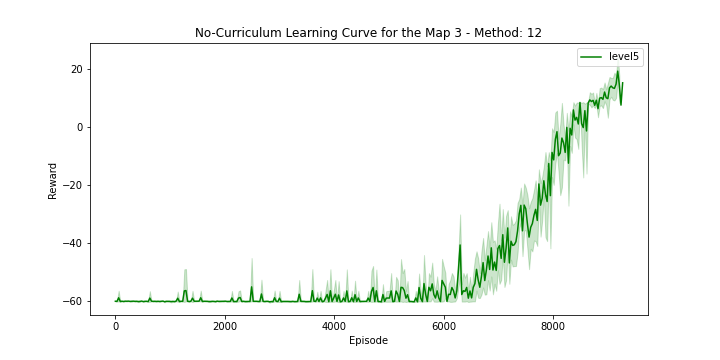 No-Curriculum Learning Curve for the Map 3 - Method: 12
level5
20
0
−20
−40
−60
Reward
0
2000
4000
6000
8000
Episode